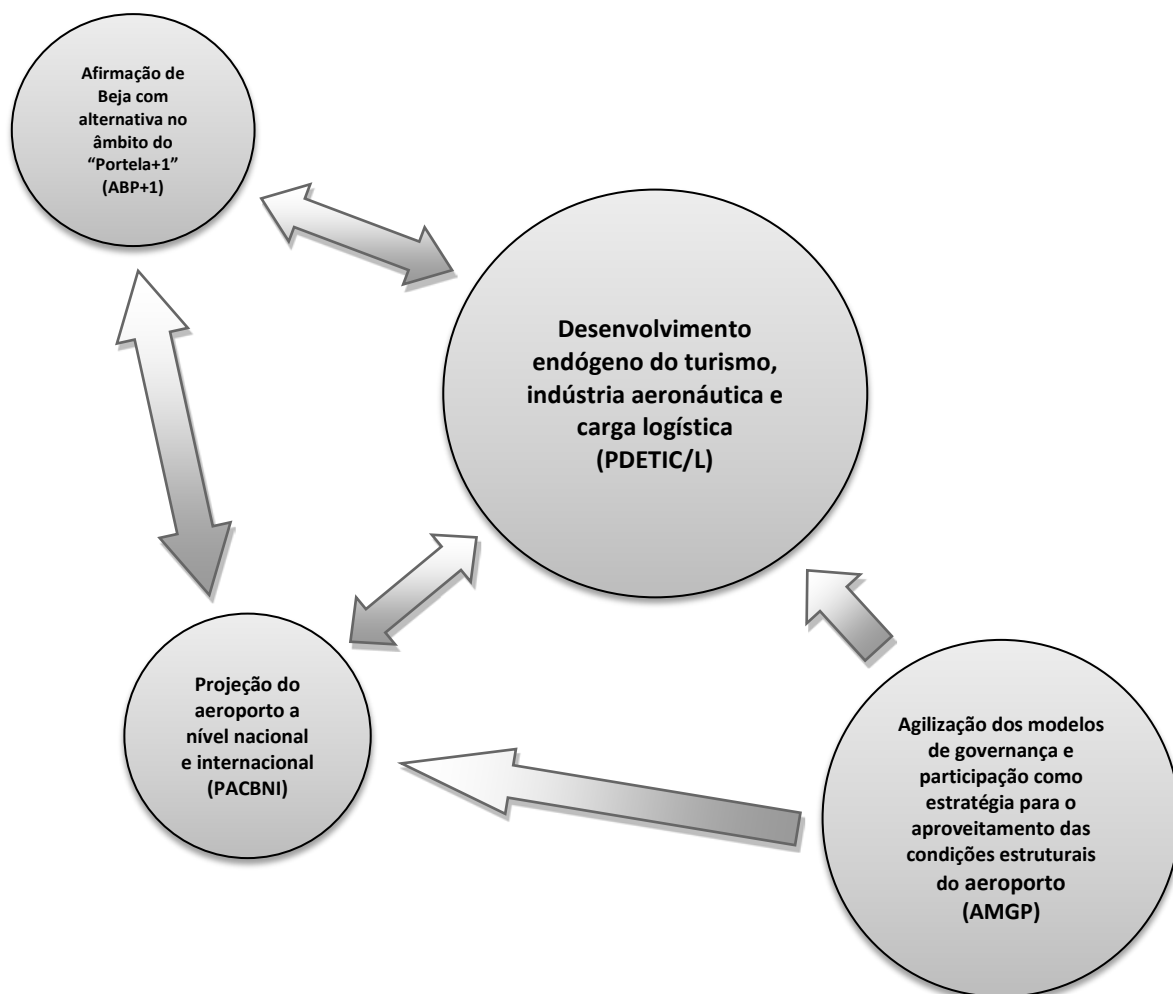 Afirmação de
Beja com
alternativa no
âmbito do
“Portela+1”
(ABP+1)
Desenvolvimento
endógeno do turismo,
indústria aeronáutica e
carga logística
(PDETIC/L)
Projeção do
aeroporto a
nível nacional
e internacional
(PACBNI)
Agilização dos modelos
de governança e
participação como
estratégia para o
aproveitamento das
condições estruturais
do aeroporto
(AMGP)